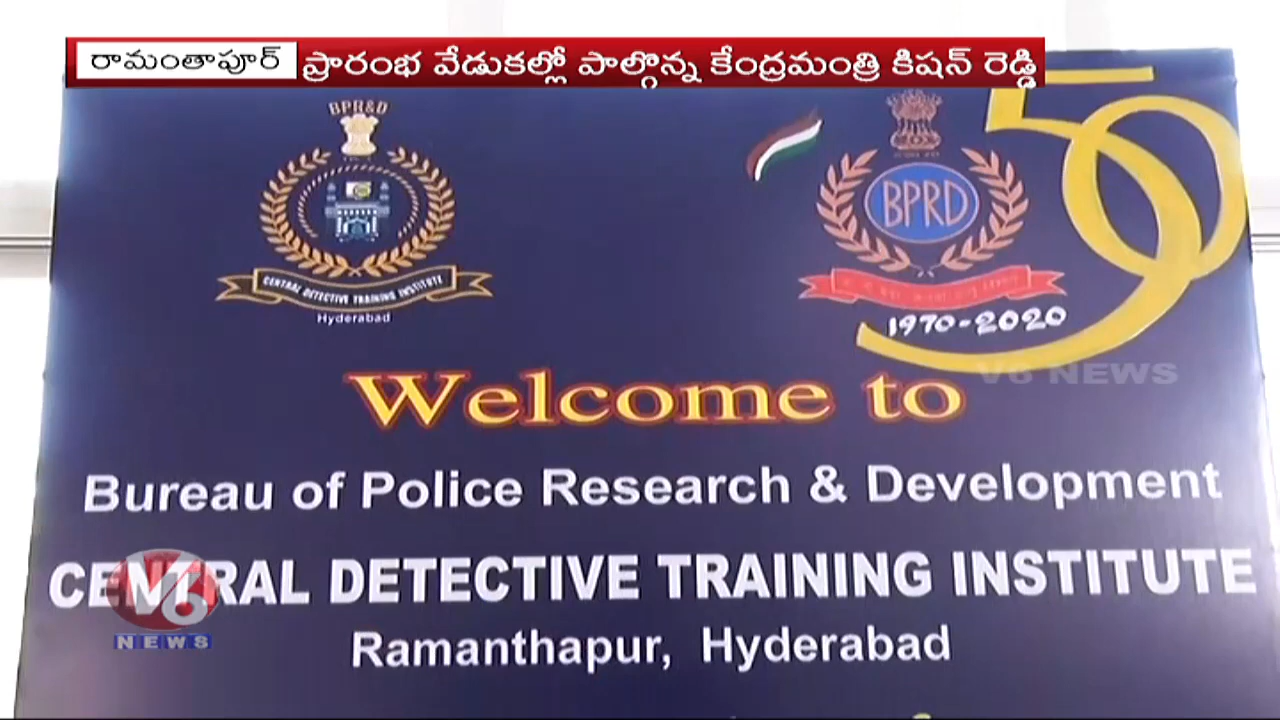 రామంతాపూర్ ప్రారంభ వేడుకల్లో పాల్గొన్న కేంద్రమంత్రి కిషన్ రెడ్డి
BPR&D
CENTRAL DETECTIVE TRAINING INSTITUTE
Hyderabad
BPRD
50
1970-2020
V6 NEWS
Welcome to
Bureau of Police Research & Development
CENTRAL DETECTIVE TRAINING INSTITUTE
V6
NEWS
Ramanthapur, Hyderabad